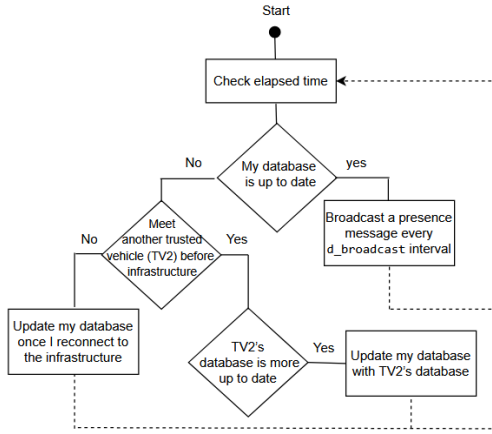 Start
Check elapsed time
My database
is up to date
No
yes
Broadcast a
presence
message every
d_broadcast interval
Meet
another trusted
vehicle (TV2) before
infrastructure
No
Yes
Update my database
once I reconnect to
the infrastructure
TV2's
database is more
up to date
Yes
Update my database
with TV2's database